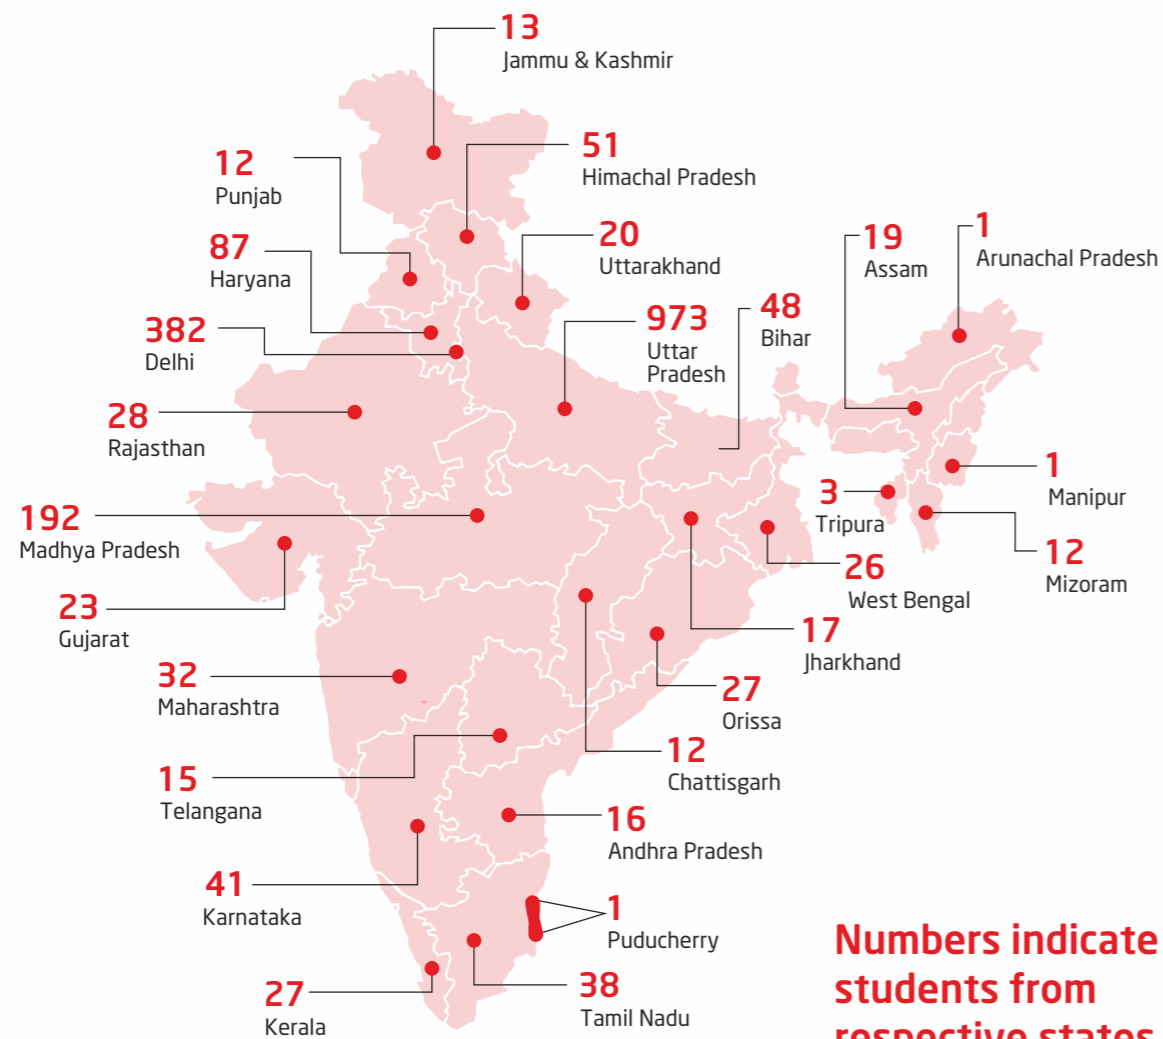 13
Jammu & Kashmir
12
Punjab
51
Himachal Pradesh
87
Haryana
20
Uttarakhand
19
Assam
1
Arunachal Pradesh
382
Delhi
973
Uttar
Pradesh
48
Bihar
28
Rajasthan
192
Madhya Pradesh
3
Tripura
1
Manipur
12
Mizoram
23
Gujarat
26
West Bengal
17
Jharkhand
32
Maharashtra
27
Orissa
15
Telangana
12
Chattisgarh
16
Andhra Pradesh
41
Karnataka
1
Puducherry
27
Kerala
38
Tamil Nadu
Numbers indicate
students from
respective states